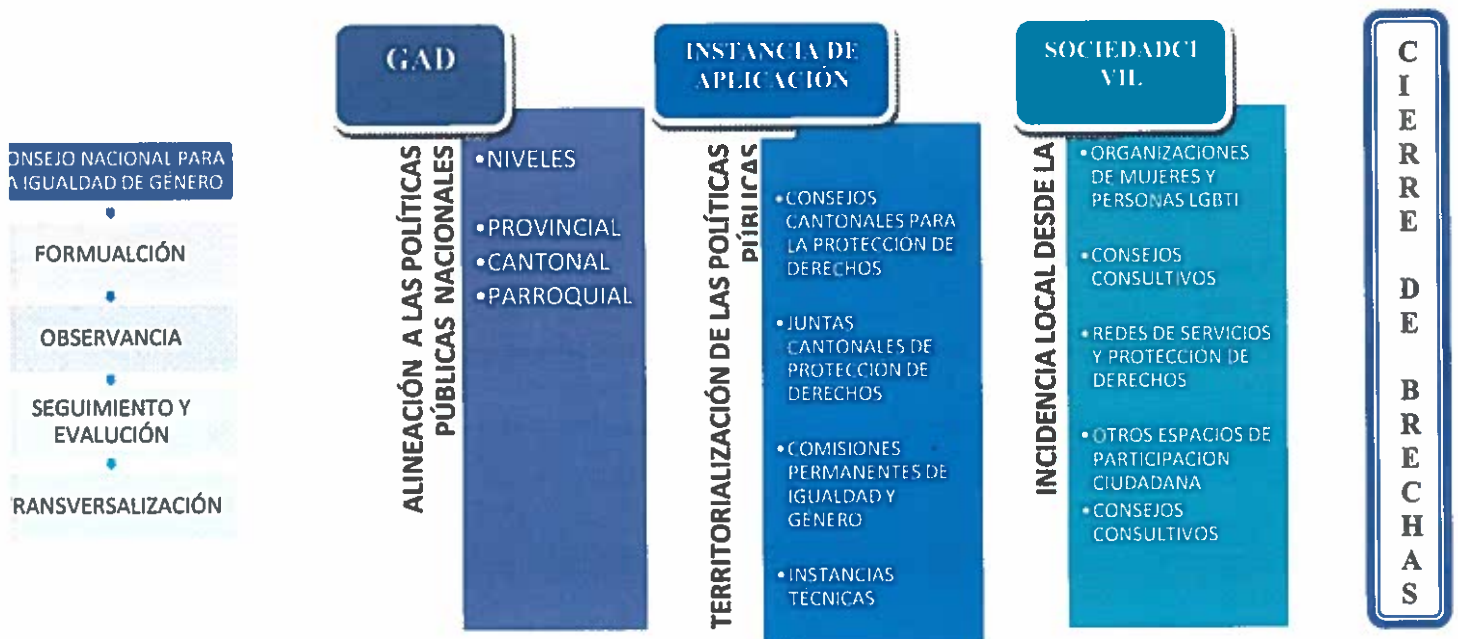 ONSEJO NACIONAL PARA
A IGUALDAD DE GÉNERO
FORMUALCIÓN
OBSERVANCIA
SEGUIMIENTO Y
EVALUCIÓN
RANSVERSALIZACIÓN
GAD
ALINEACIÓN A LAS POLÍTICAS
PÚBLICAS NACIONALES
•NIVELES
•PROVINCIAL
•CANTONAL
•PARROQUIAL
INSTANCIA DE
APLICACIÓN
TERRITORIALIZACIÓN DE LAS POLÍTICAS
PÚBLICAS
•CONSEJOS
CANTONALES PARA
LA PROTECCION DE
DERECHOS
•JUNTAS
CANTONALES DE
PROTECCION DE
DERECHOS
•COMISIONES
PERMANENTES DE
IGUALDAD Y
GENERO
•INSTANCIAS
TÉCNICAS
SOCIEDADCI
VIL
INCIDENCIA LOCAL DESDE LA
•ORGANIZACIONES
DE MUJERES Y
PERSONAS LGBTI
•CONSEJOS
CONSULTIVOS
•REDES DE SERVICIOS
Y PROTECCION DE
DERECHOS
•OTROS ESPACIOS DE
PARTICIPACION
CIUDADANA
•CONSEJOS
CONSULTIVOS
CIERRE DE BRECHAS